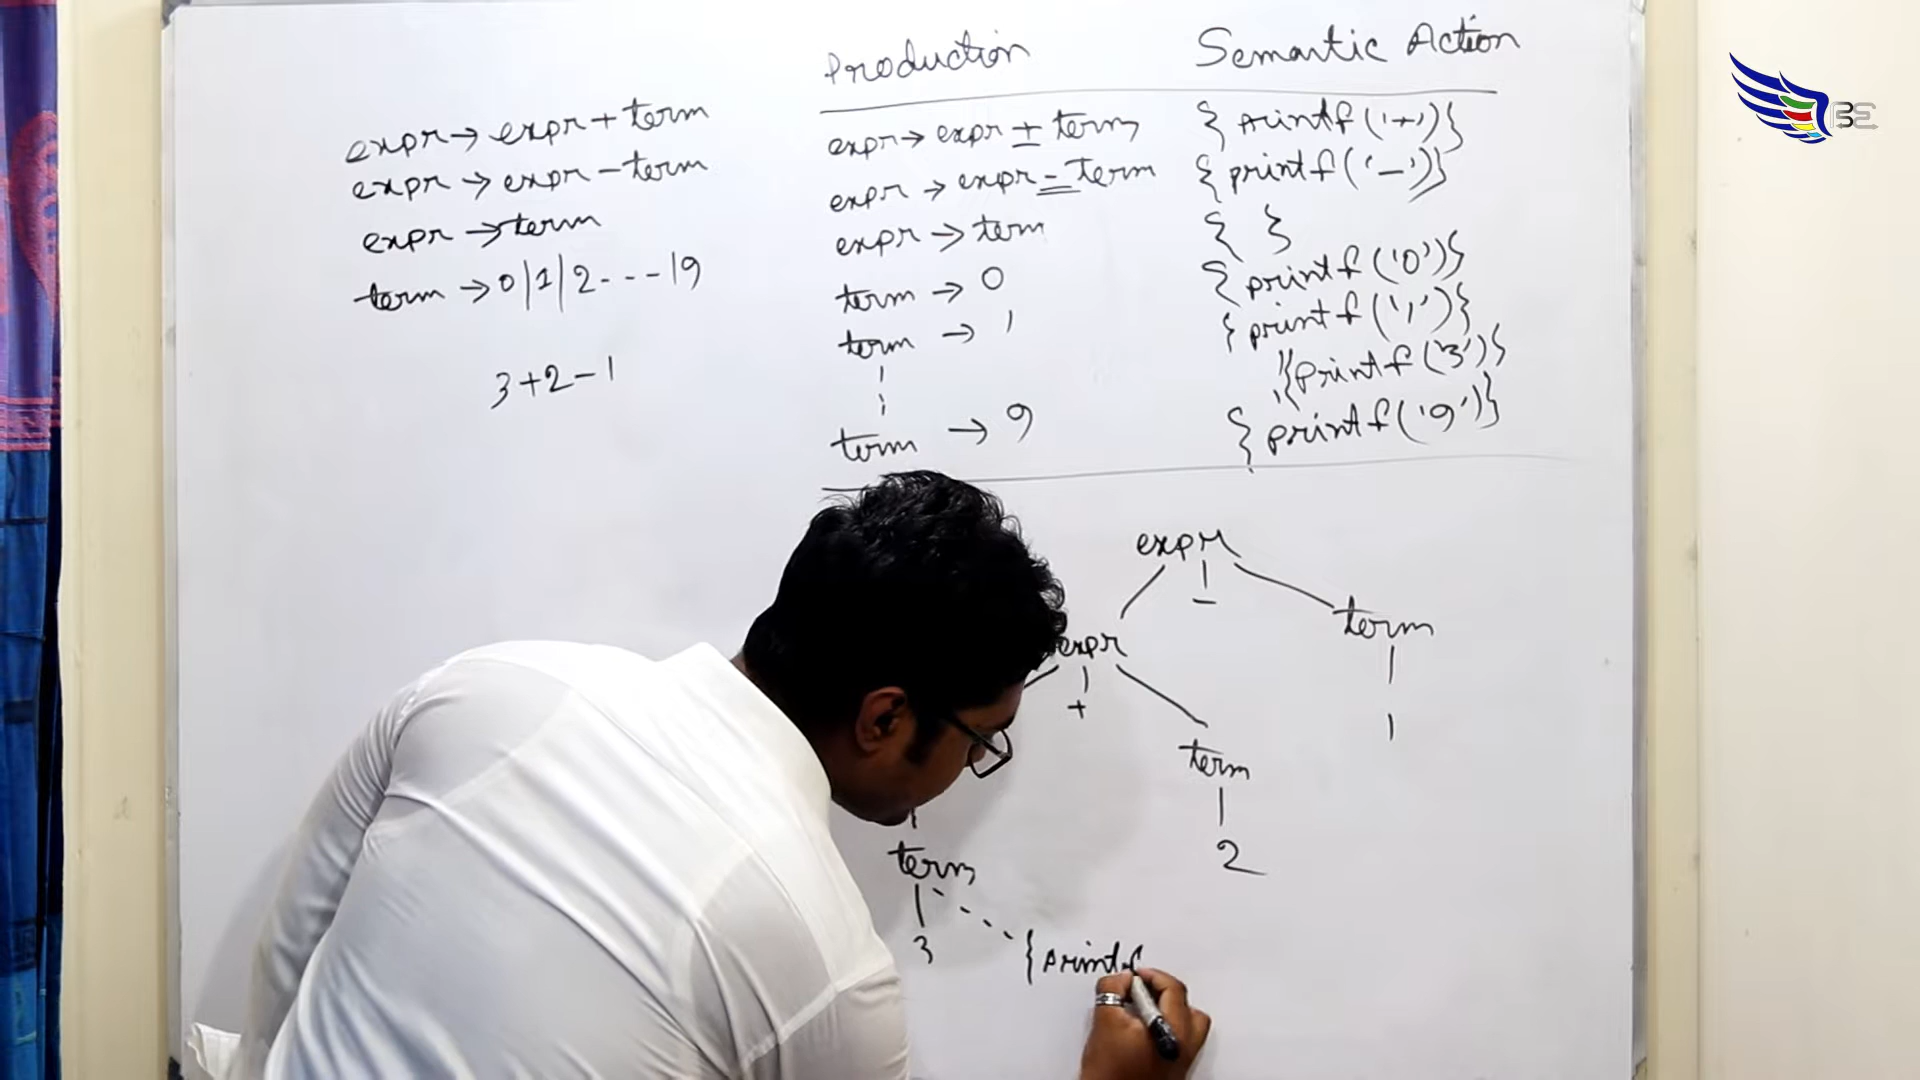 expr → expr + term
expr → expr - term
expr → term
term → 0 | 1 | 2 - - - | 9
3 + 2 - 1
Production Semantic Action
expr → expr + term { printf ('+')}
expr → expr - term { printf ('-')}
expr → term { }
term → 0 { printf ('0')}
term → 1 { printf ('1')}
{printf ('3')}
term → 9 { printf ('9')}
expr
-
term
expr
+
1
term
2
term
3
{ printf
BE